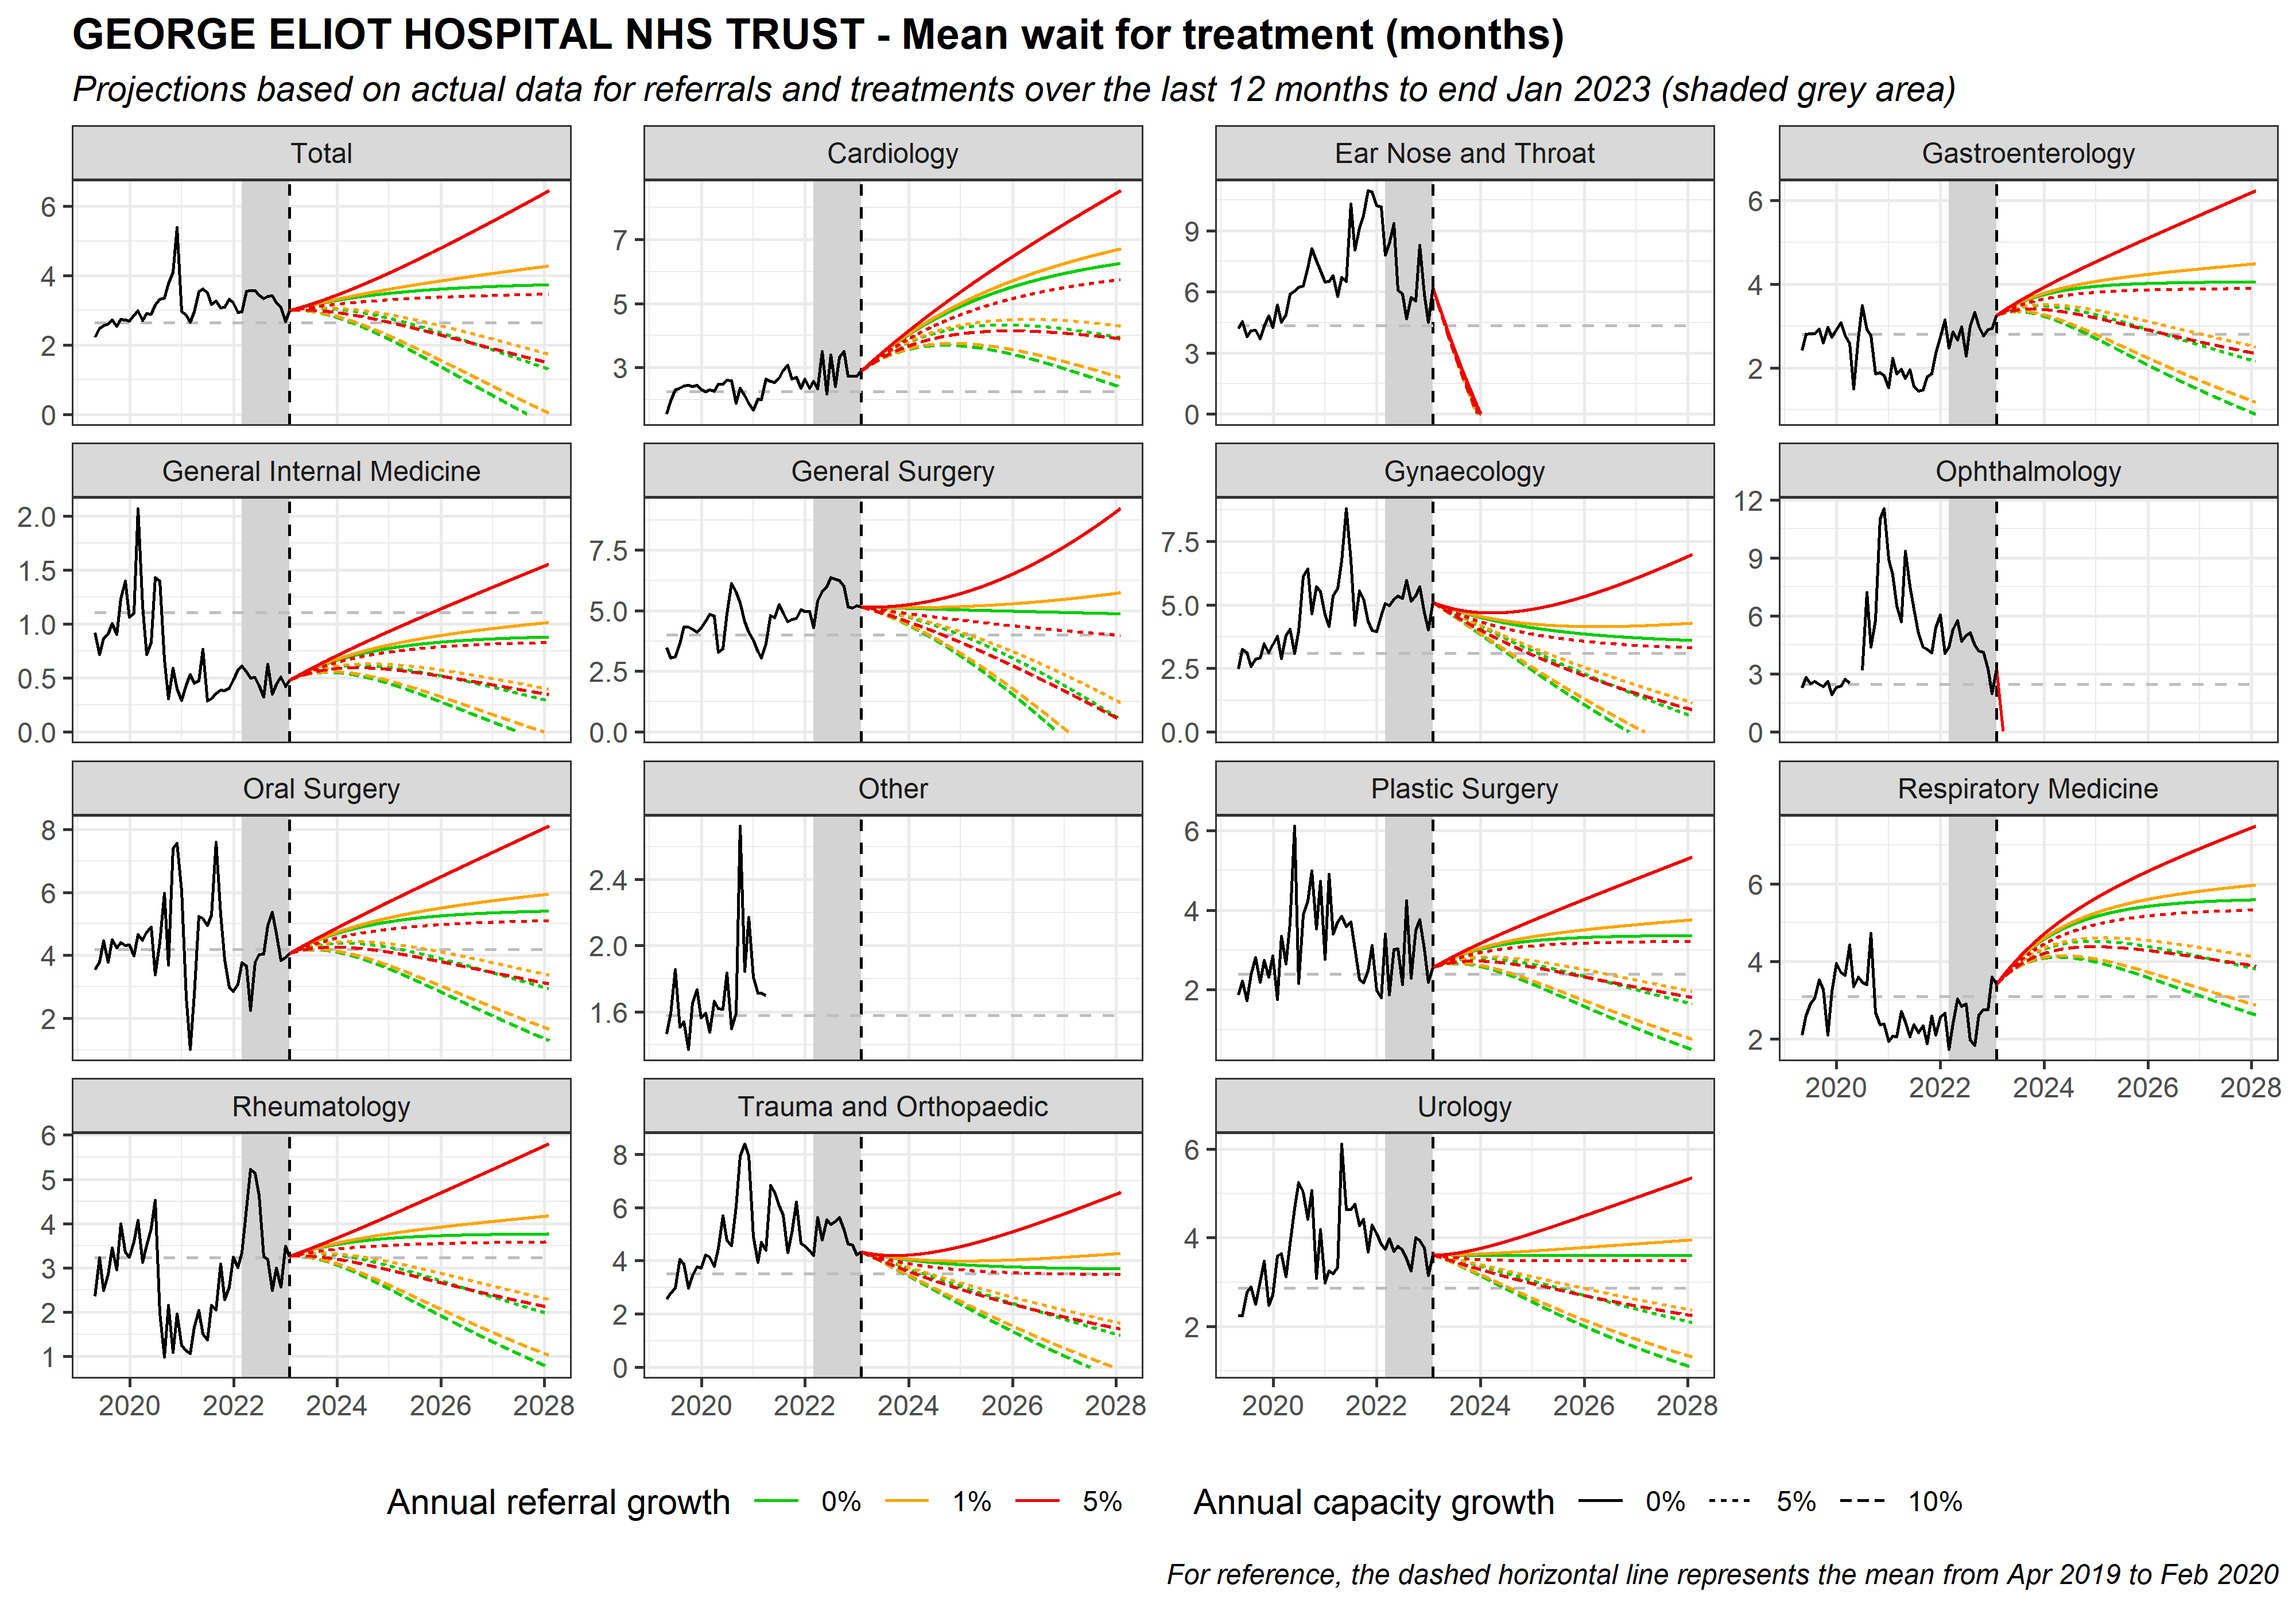 GEORGE ELIOT HOSPITAL NHS TRUST - Mean wait for treatment (months)
Projections based on actual data for referrals and treatments over the last 12 months to end Jan 2023 (shaded grey area)
Total
6
4
2
0
Cardiology
7
5
3
Ear Nose and Throat
9
6
3
0
Gastroenterology
6
4
2
General Internal Medicine
2.0
1.5
1.0
0.5
0.0
General Surgery
7.5
5.0
2.5
0.0
Gynaecology
7.5
5.0
2.5
0.0
Ophthalmology
12
9
6
3
0
Oral Surgery
8
6
4
2
Other
2.4
2.0
1.6
Plastic Surgery
6
4
2
Respiratory Medicine
6
4
2
2020 2022 2024 2026 2028
Rheumatology
6
5
4
3
2
1
2020 2022 2024 2026 2028
Trauma and Orthopaedic
8
6
4
2
0
2020 2022 2024 2026 2028
Urology
6
4
2
2020 2022 2024 2026 2028
Annual referral growth 0% 1% 5%
Annual capacity growth 0% 5% 10%
For reference, the dashed horizontal line represents the mean from Apr 2019 to Feb 2020